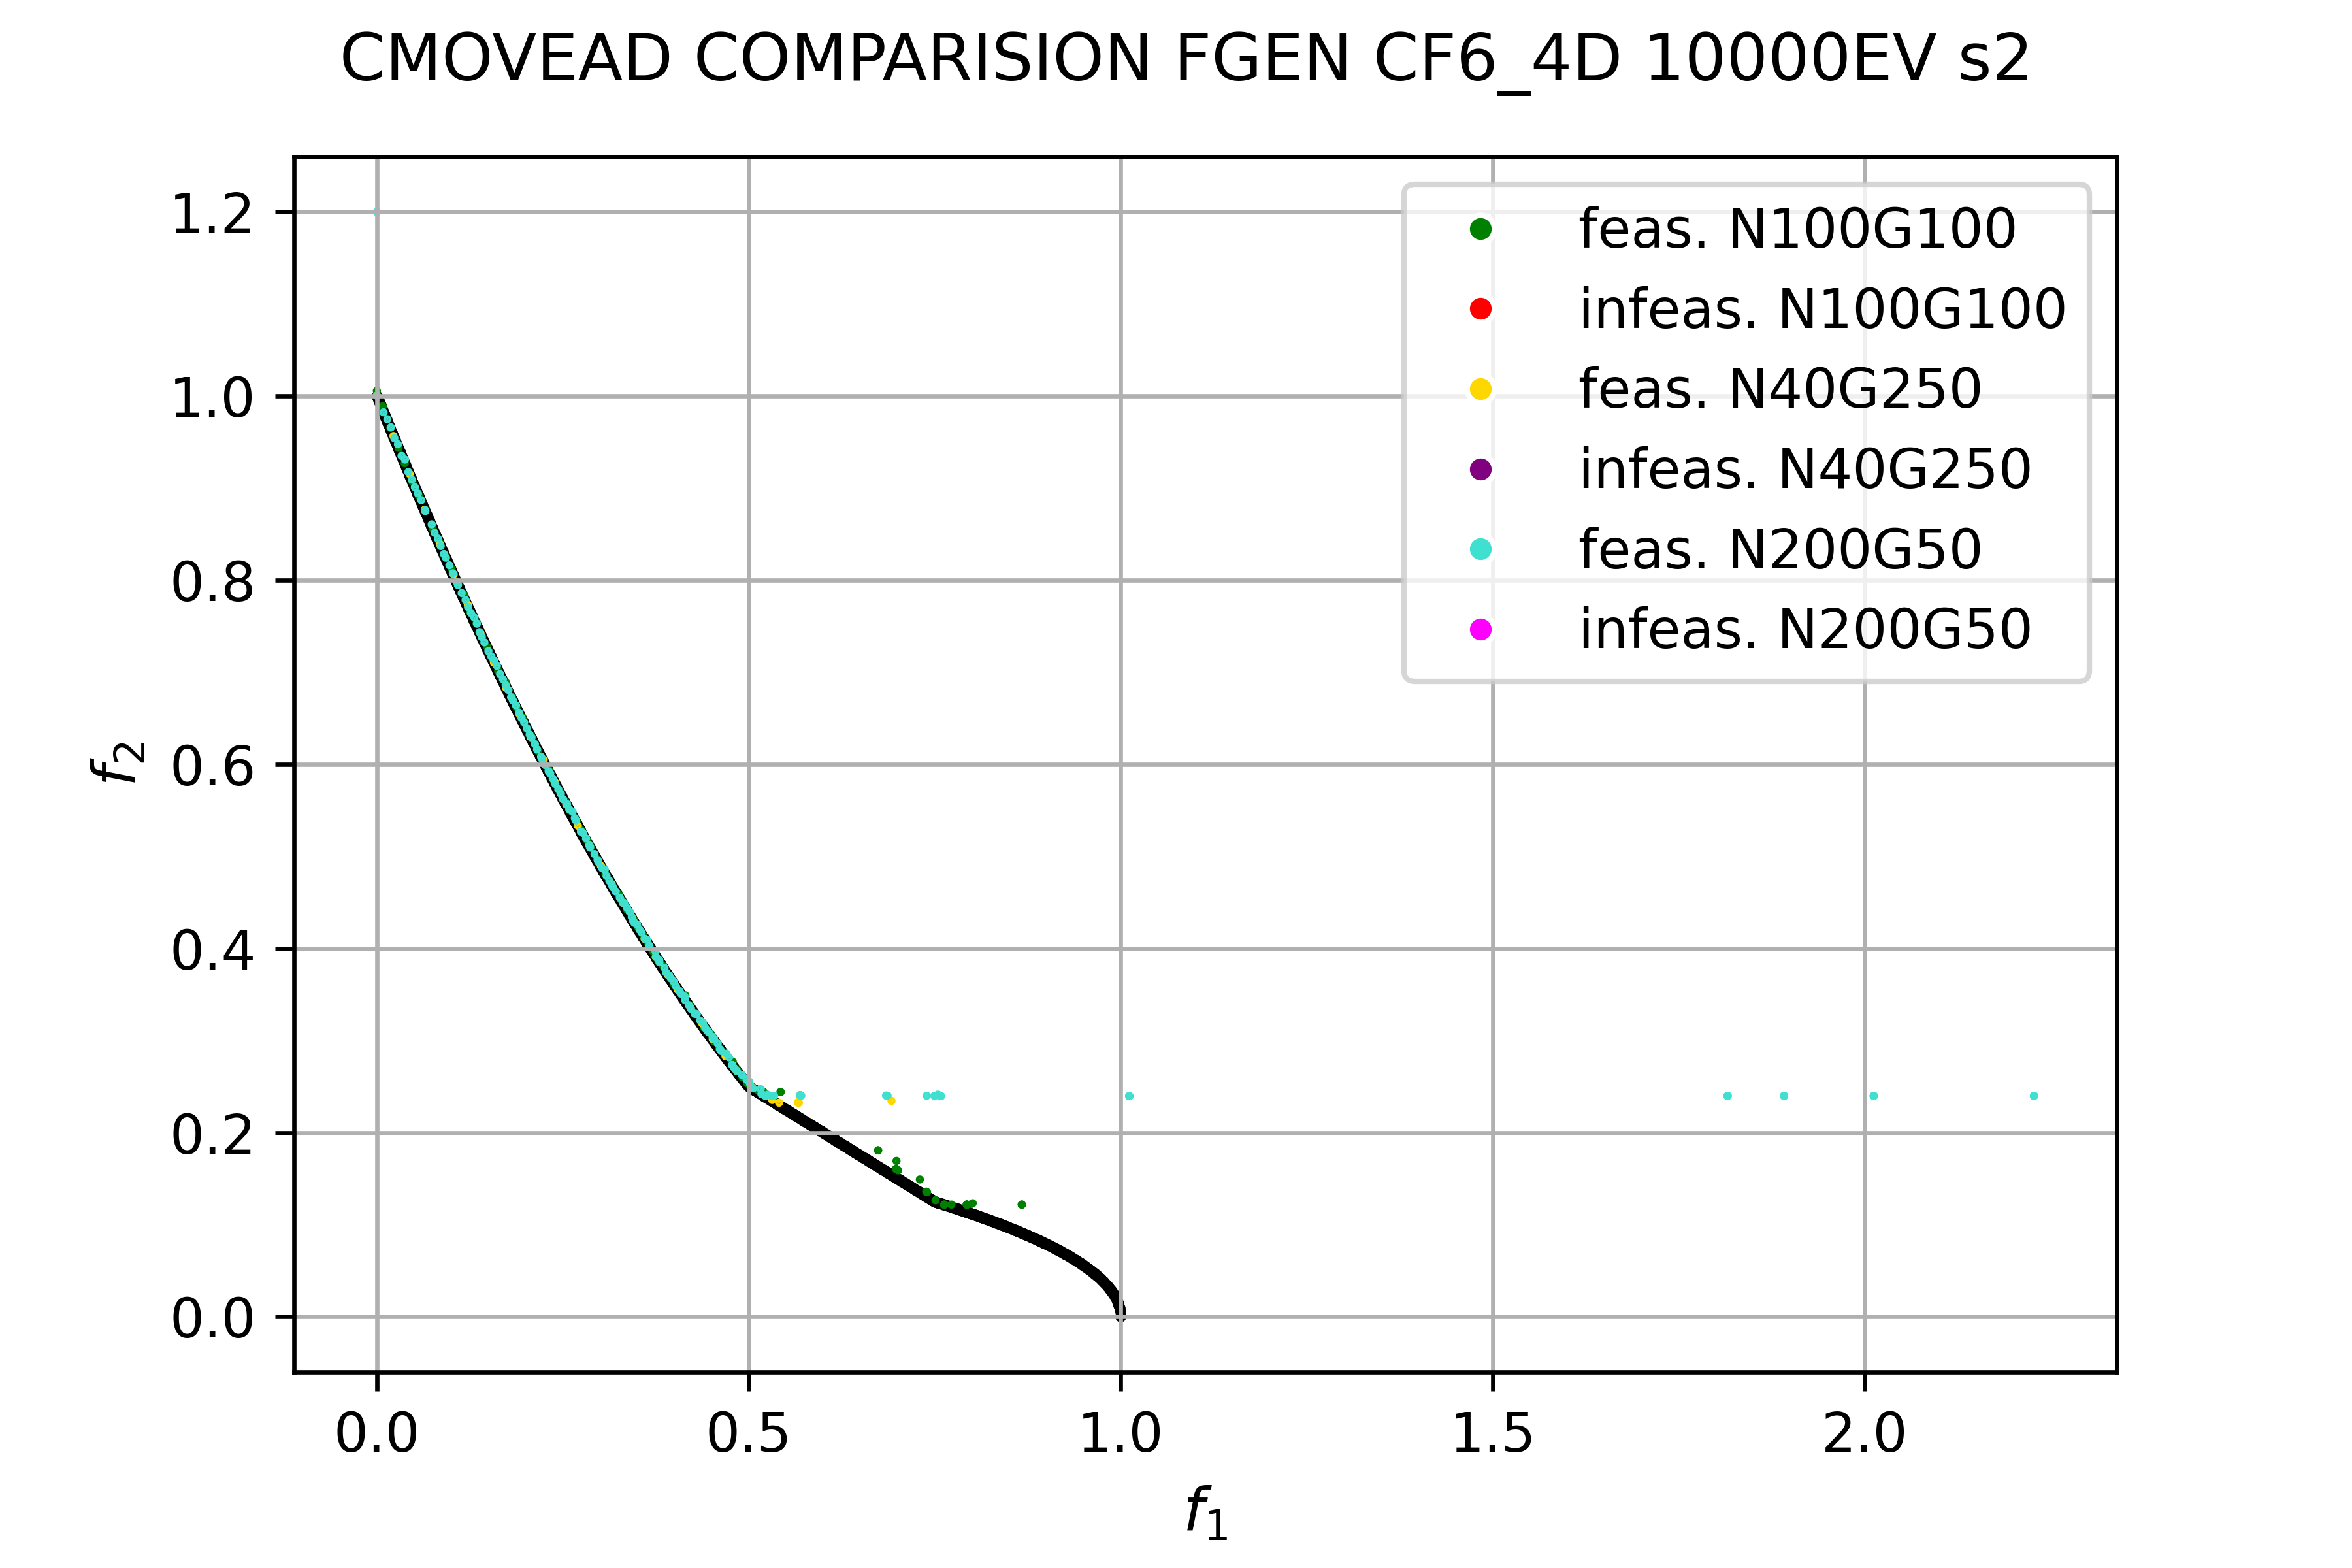 CMOVEAD COMPARISION FGEN CF6_4D 10000EV s2
feas. N100G100
infeas. N100G100
feas. N40G250
infeas. N40G250
feas. N200G50
infeas. N200G50
1.2
1.0
0.8
0.6
0.4
0.2
0.0
f2
0.0 0.5 1.0 1.5 2.0
f1